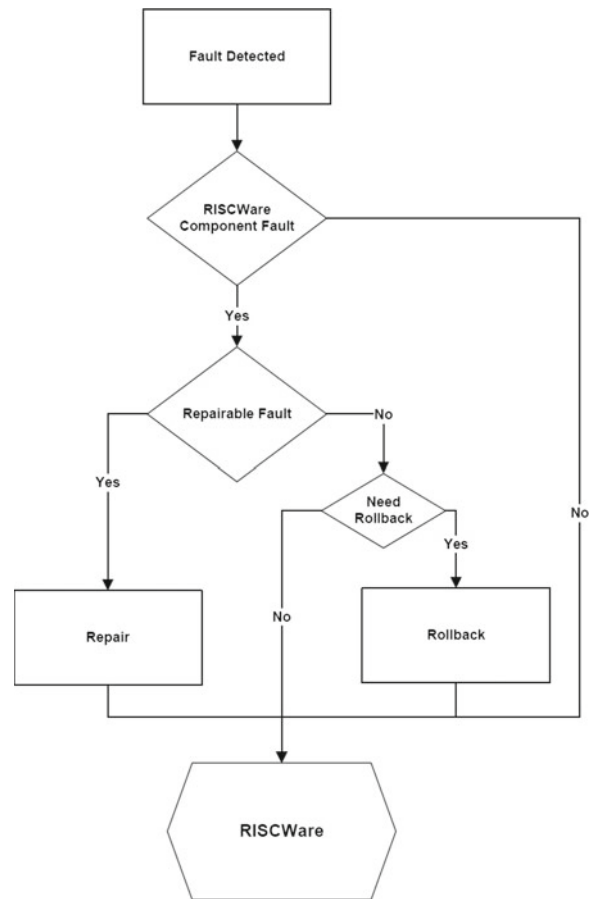 Fault Detected
RISCWare
Component Fault
Yes
Repairable Fault
No
Yes
Need
Rollback
No
Yes
No
Repair
Rollback
RISCWare